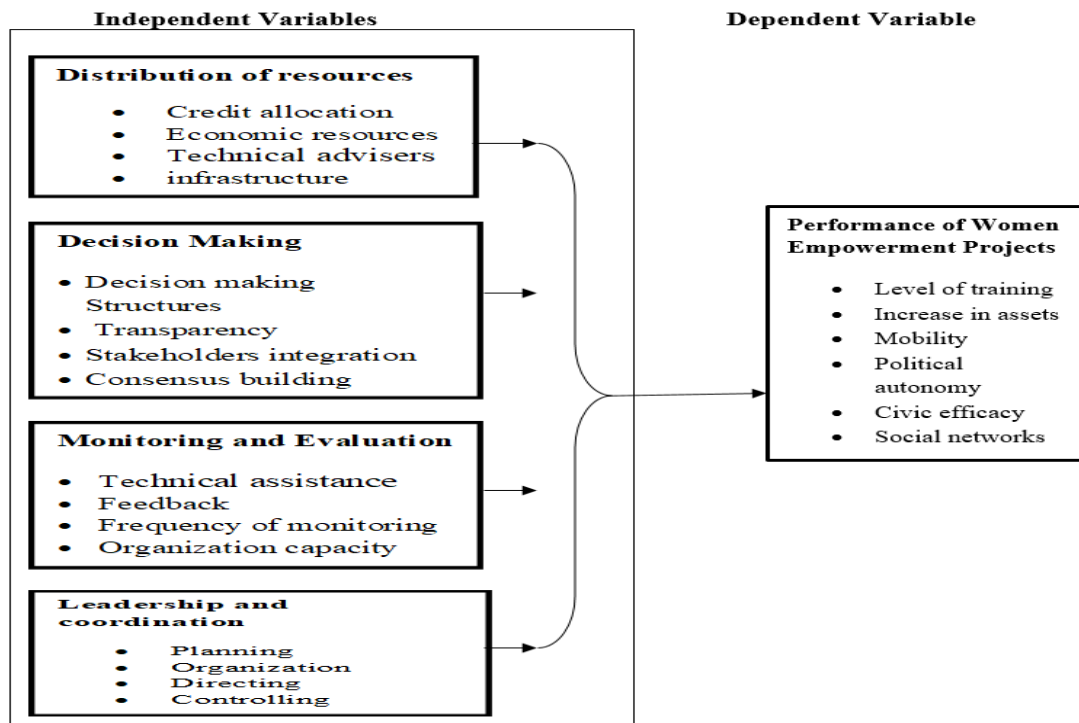 Independent Variables
Dependent Variable
Distribution of resources
• Credit allocation
• Economic resources
• Technical advisers
• infrastructure
Decision Making
• Decision making
Structures
• Transparency
• Stakeholders integration
• Consensus building
Monitoring and Evaluation
• Technical assistance
• Feedback
• Frequency of monitoring
• Organization capacity
Leadership and
coordination
• Planning
• Organization
• Directing
• Controlling
Performance of Women
Empowerment Projects
• Level of training
• Increase in assets
• Mobility
• Political
autonomy
• Civic efficacy
• Social networks